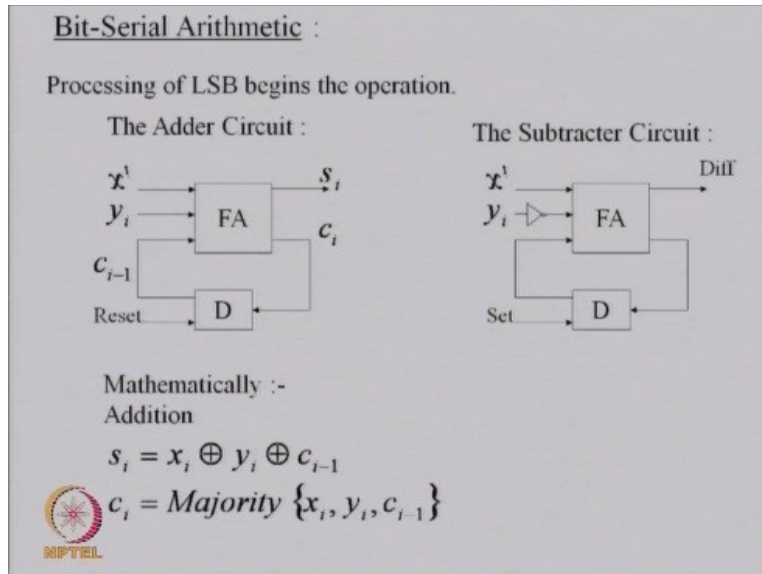 Bit-Serial Arithmetic :
Processing of LSB begins the operation.
The Adder Circuit :
x^i
y_i
C_{i-1}
Reset
FA
D
s_i
c_i
The Subtracter Circuit :
x^i
y_i
Set
FA
D
Diff
Mathematically :-
Addition
s_i = x_i ⊕ y_i ⊕ c_{i-1}
c_i = Majority {x_i, y_i, c_{i-1}}
NPTEL